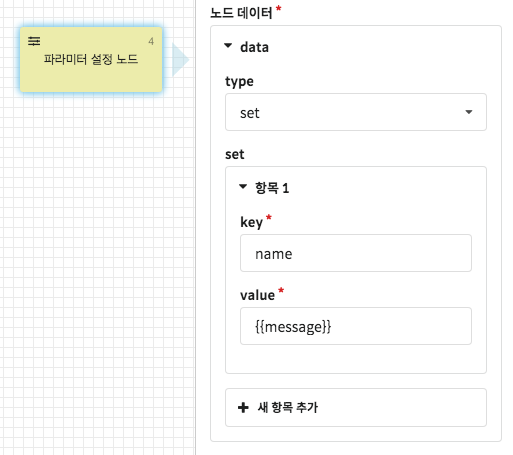 4
파라미터 설정 노드
노드 데이터 *
data
type
set
set
항목 1
key *
name
value *
{{message}}
+ 새 항목 추가